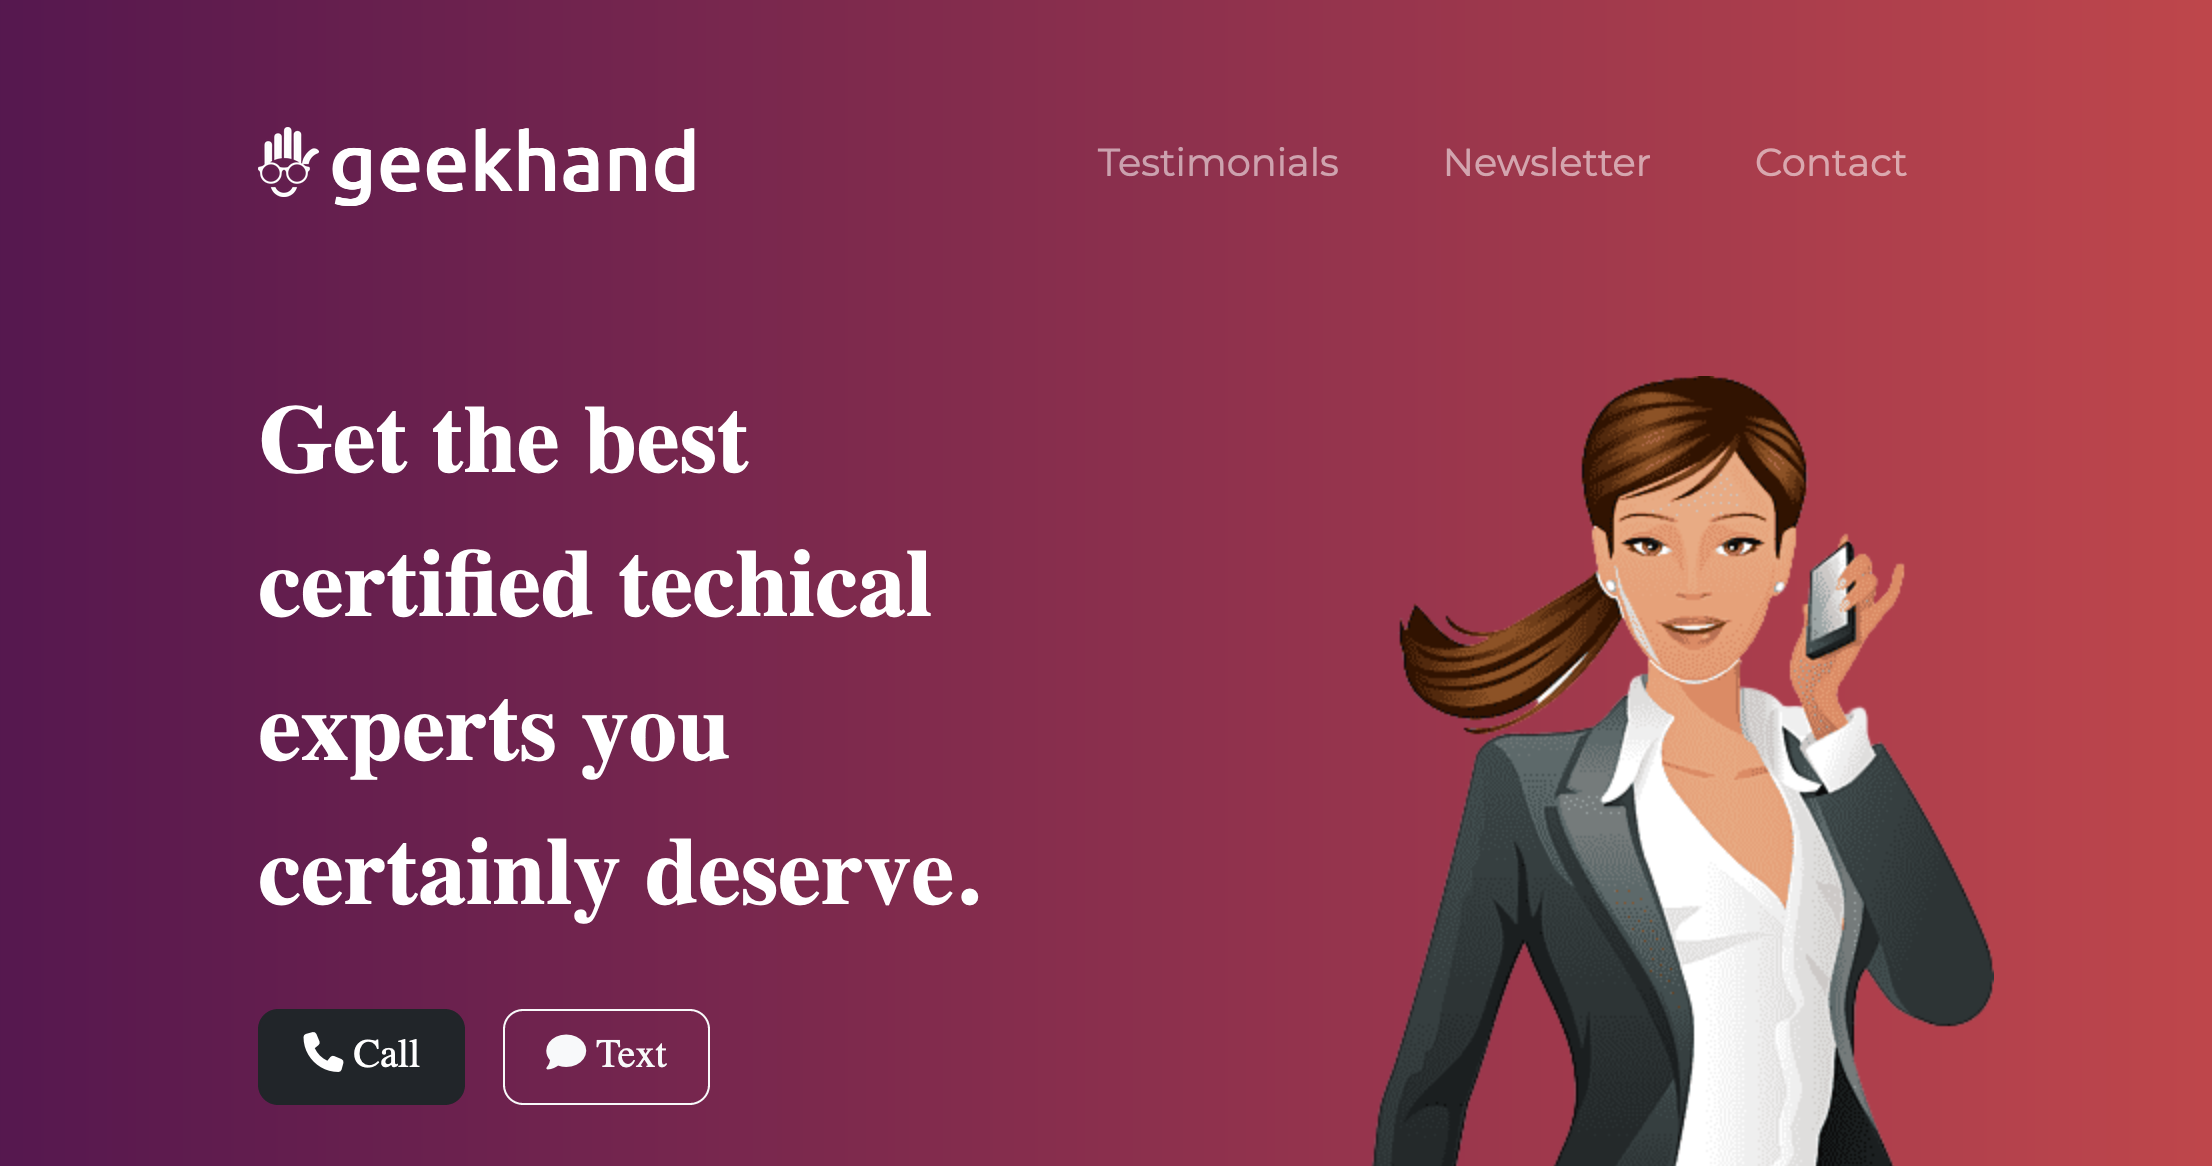 geekhand
Testimonials Newsletter Contact
Get the best
certified techical
experts you
certainly deserve.
Call Text